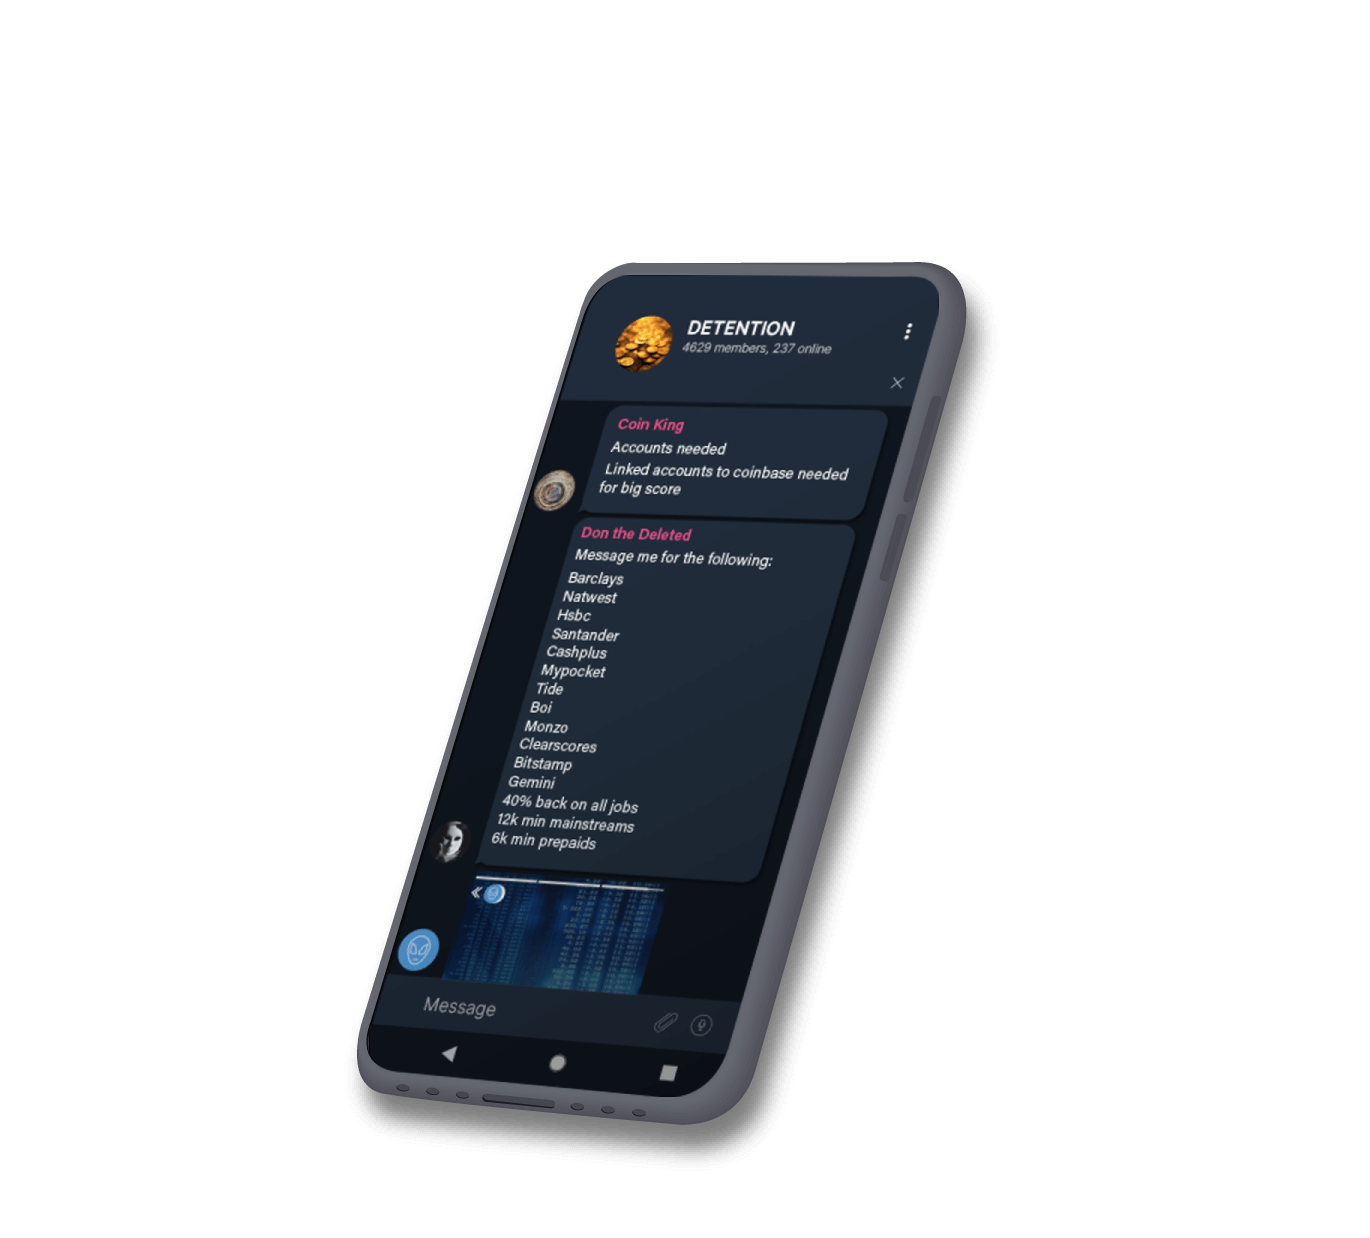 DETENTION
4629 members, 237 online
Coin King
Accounts needed
Linked accounts to coinbase needed
for big score
Don the Deleted
Message me for the following:
Barclays
Natwest
Hsbc
Santander
Cashplus
Mypocket
Tide
Boi
Monzo
Clearscores
Bitstamp
Gemini
40% back on all jobs
12k min mainstreams
6k min prepaids
Message